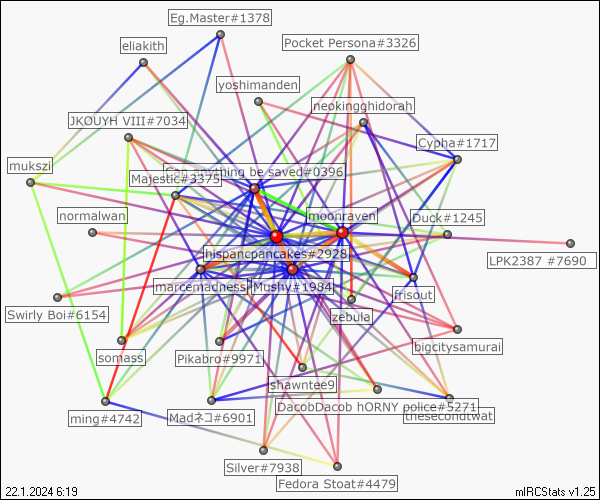 Eg.Master#1378
eliakith
Pocket Persona#3326
yoshimanden
neokingghidorah
JKOUYH VIII#7034
Cypha#1717
mukszi
Can anything be saved#0396
Majestic#3375
normalwan
moonraven
Duck#1245
hispancpancakes#2928
LPK2387 #7690
marcemadness
Mushy#1984
frisout
Swirly Boi#6154
zebula
bigcitysamurai
somass
Pikabro#9971
shawntee9
DacobDacob hORNY police#5271
ming#4742
Madネコ#6901
thesecondtwat
Silver#7938
Fedora Stoat#4479
22.1.2024 6:19
mIRCStats v1.25